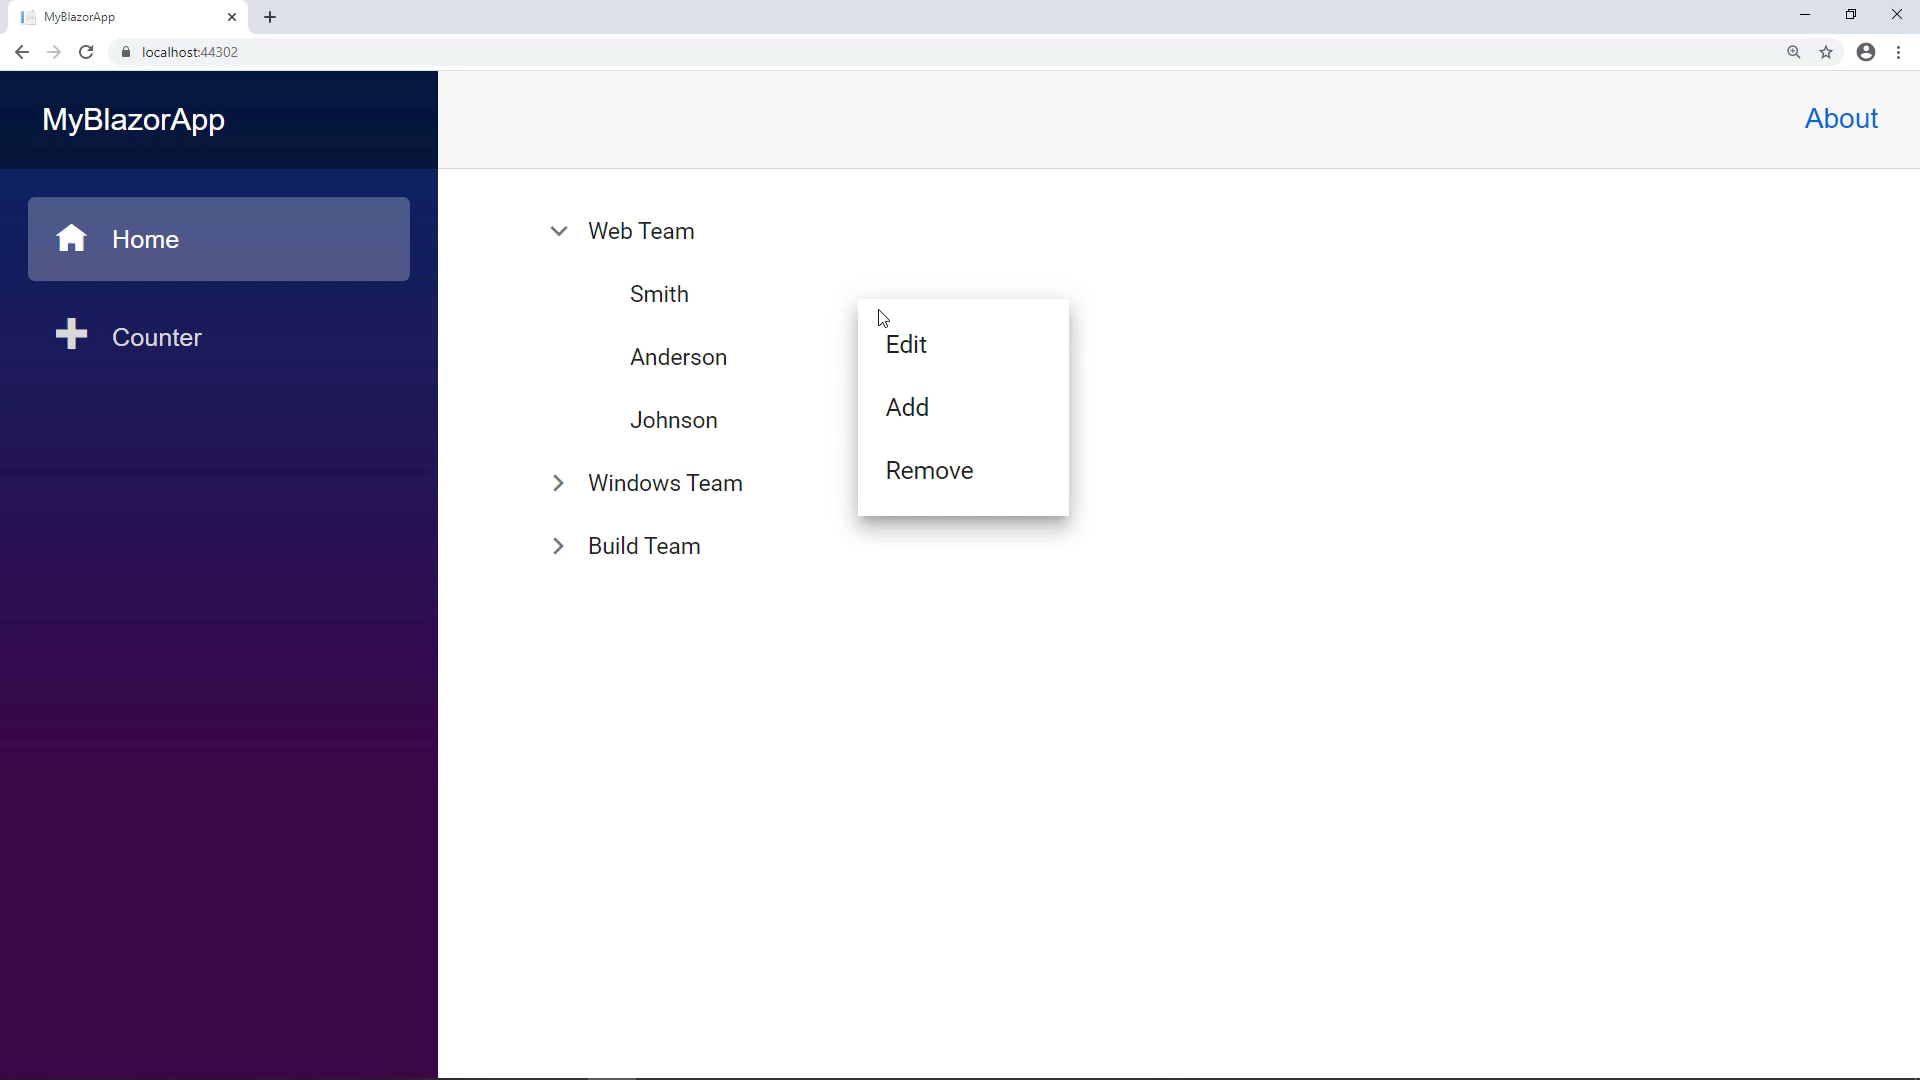 MyBlazorApp
localhost:44302
MyBlazorApp
About
Home
Counter
Web Team
Smith
Anderson
Johnson
Windows Team
Build Team
Edit
Add
Remove